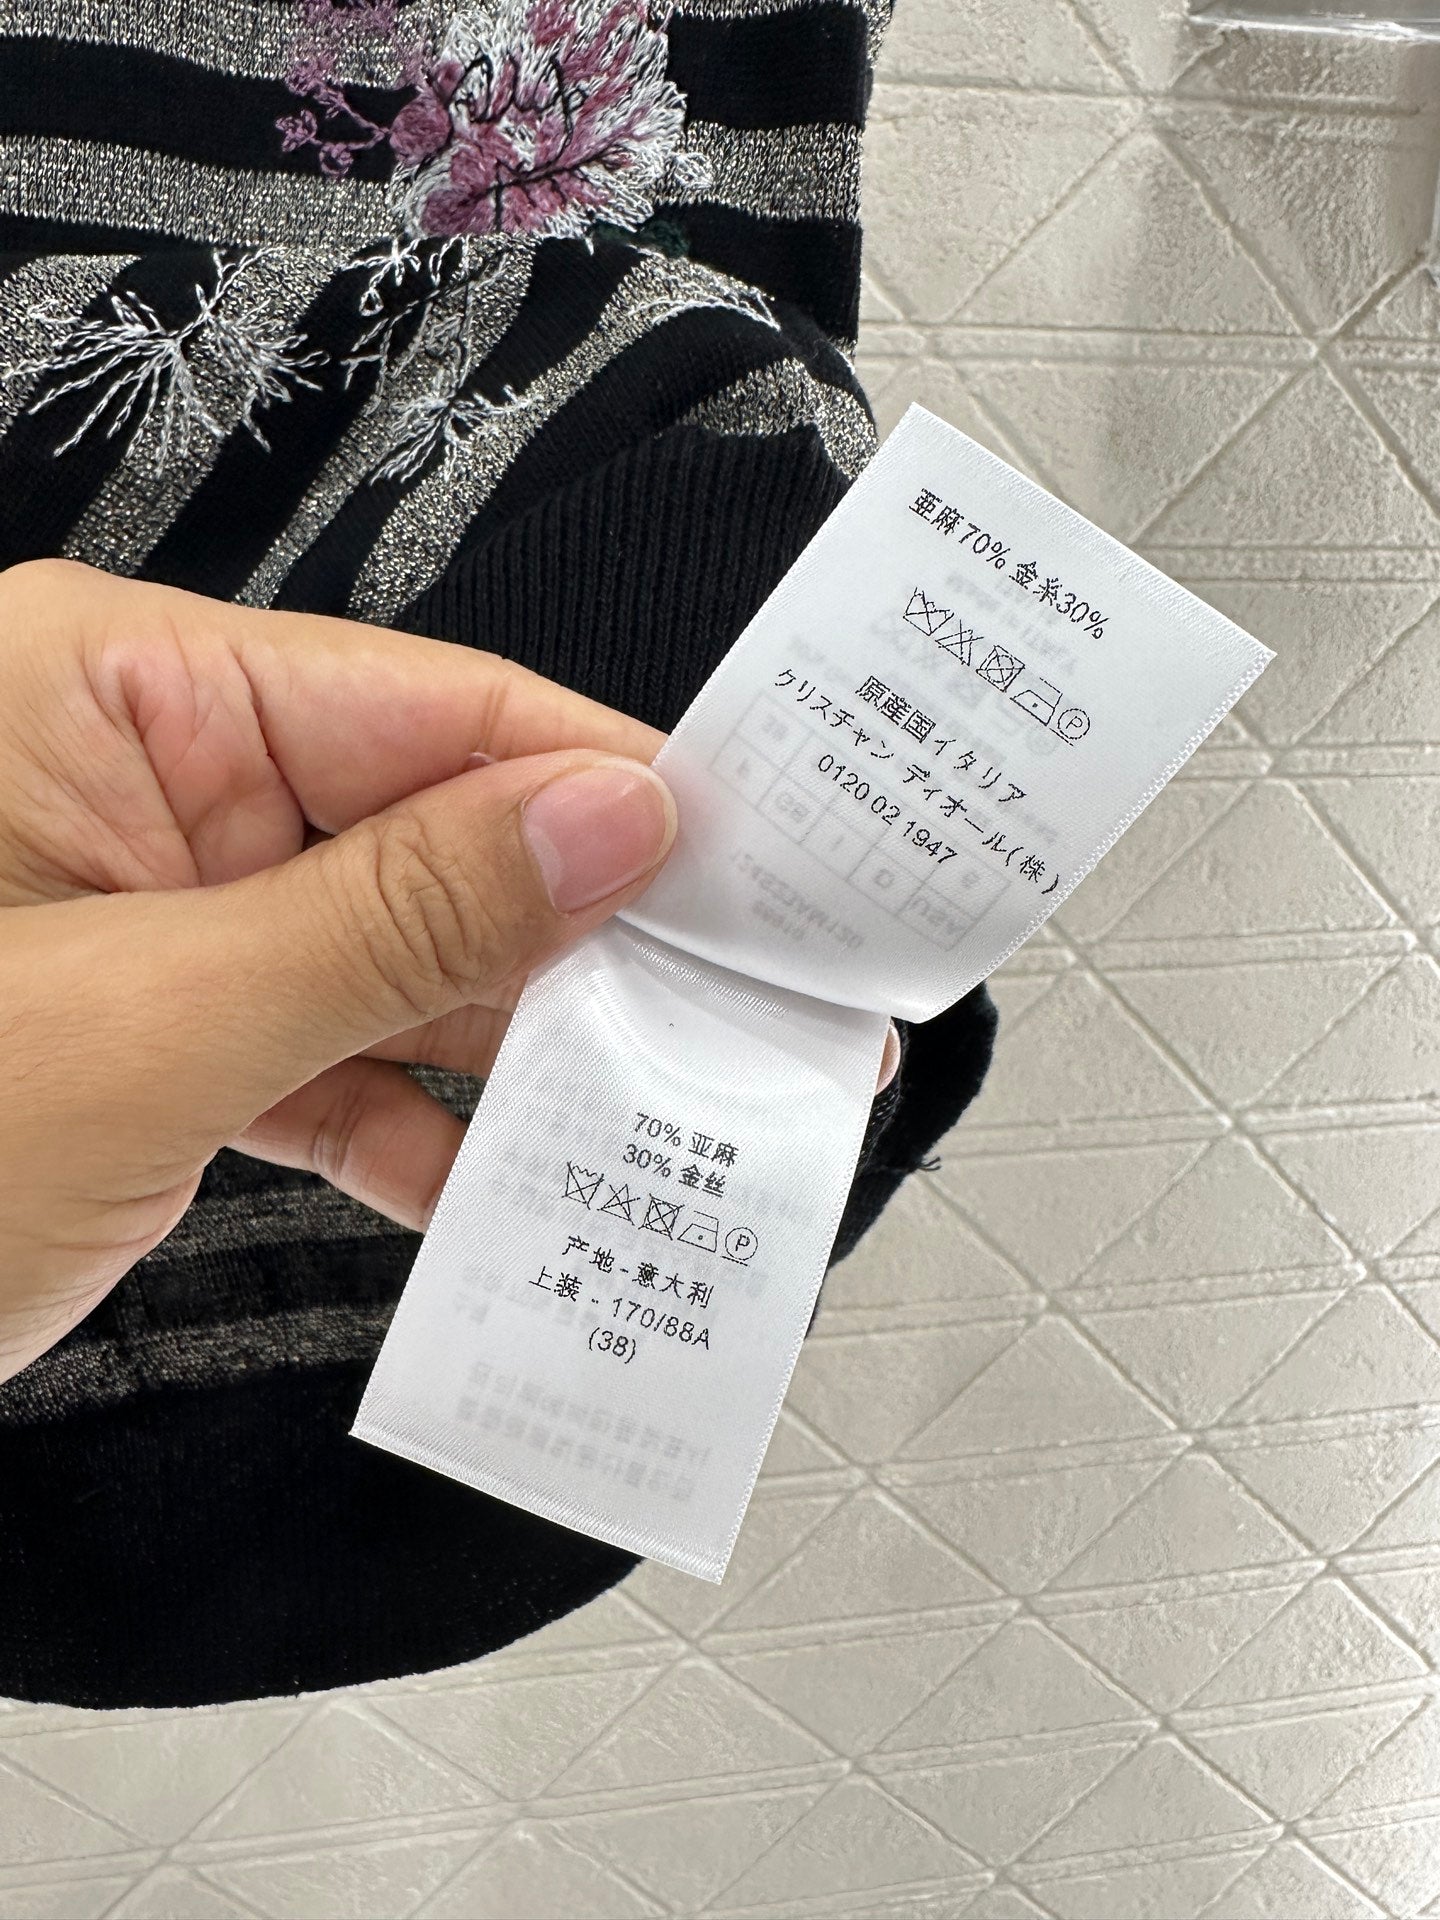 亜麻70% 金糸30%
P
原産国イタリア
クリスチャン ディオール(株)
0120 02 1947
70% 亚麻
30% 金丝
P
产地 - 意大利
上装 - 170/88A
(38)